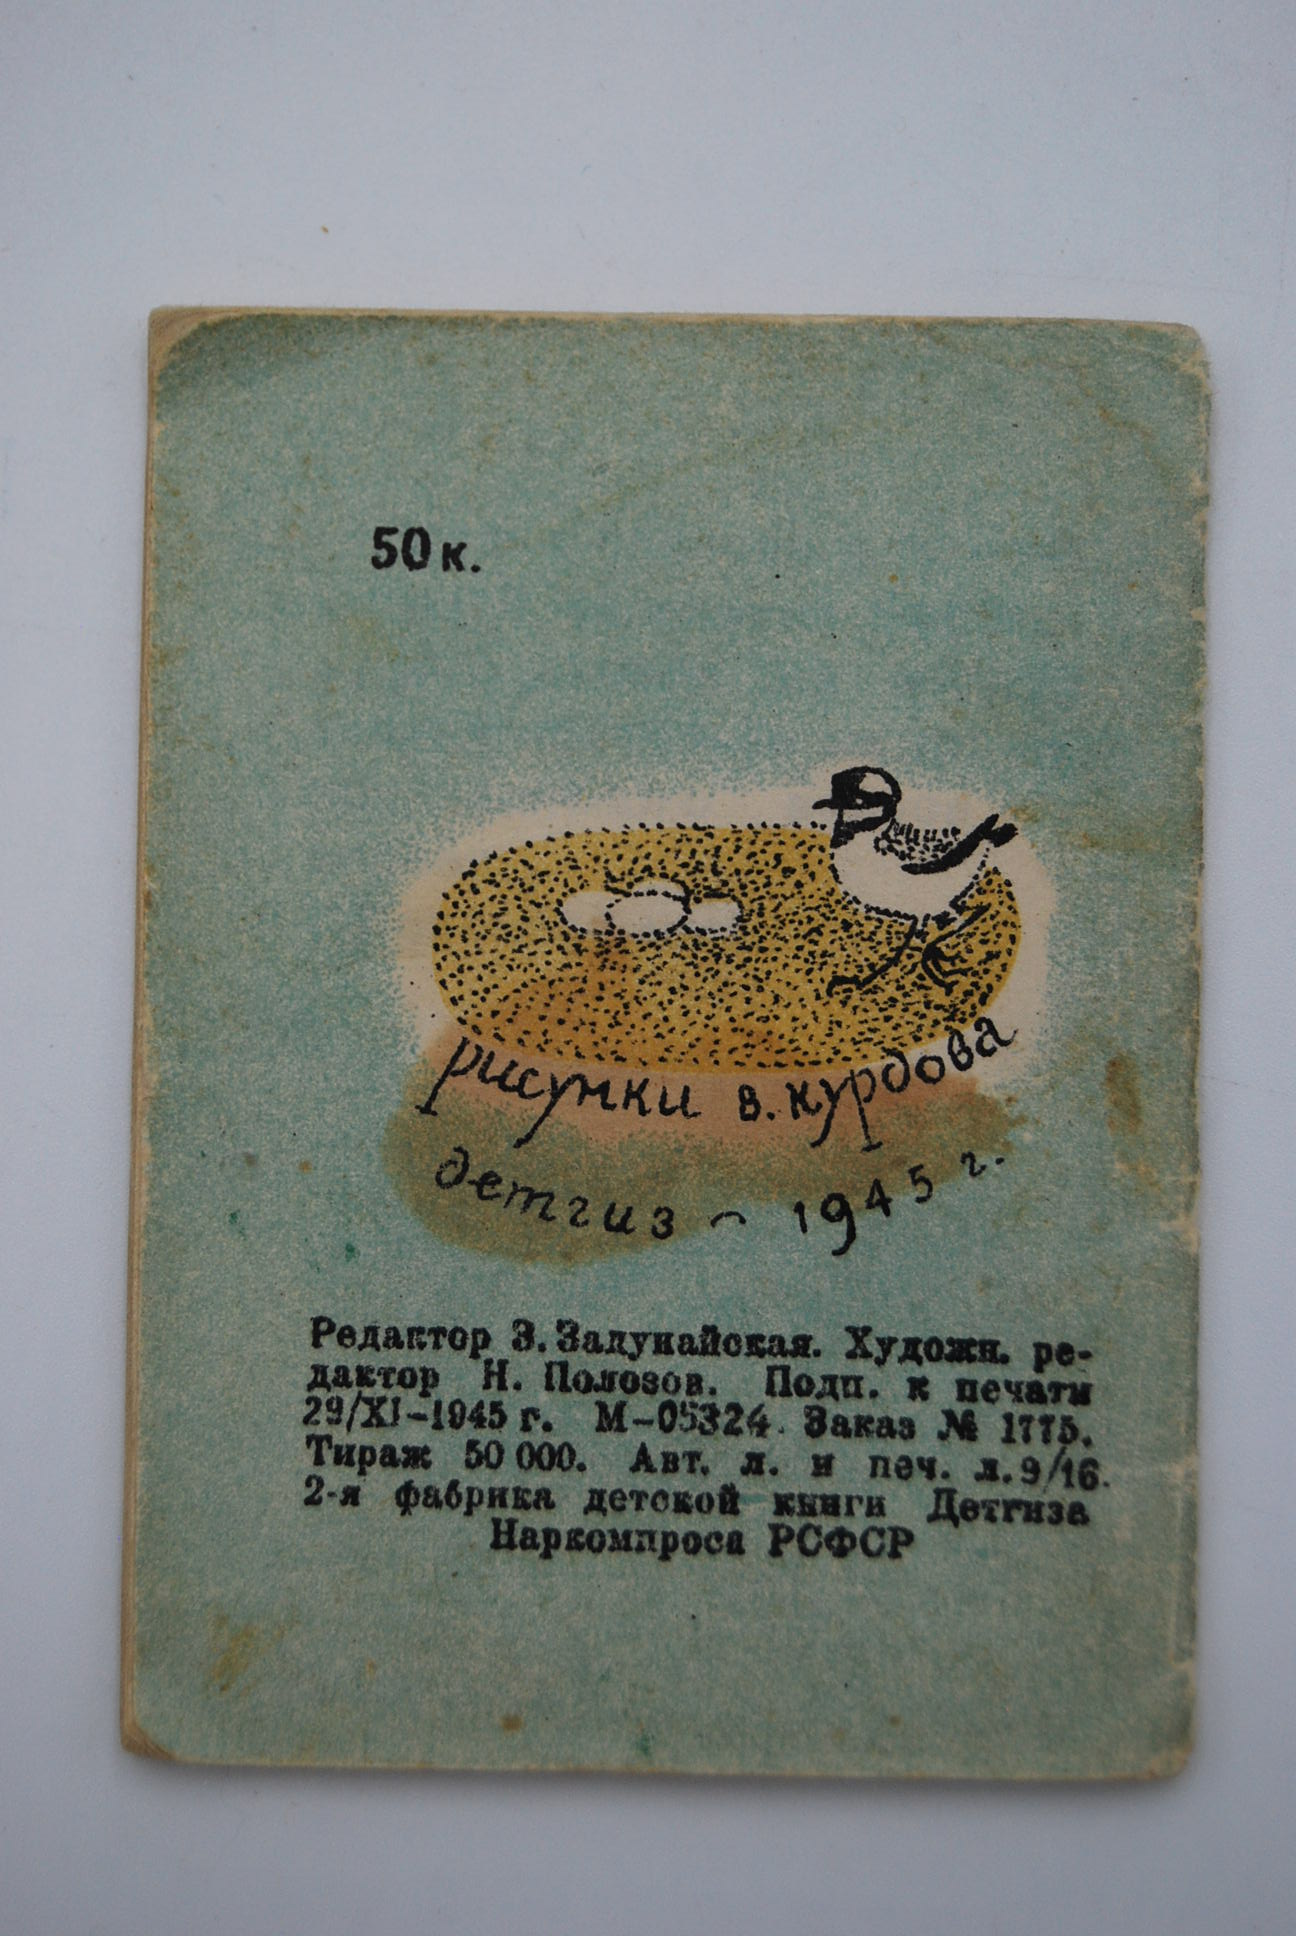 50 к.
рисунки в. курдова
детгиз - 1945 г.
Редактор З. Задунайская. Художн. ре-
дактор Н. Полозов. Подп. к печати
29/XI-1945 г. М-05324. Заказ № 1775.
Тираж 50 000. Авт. л. и печ. л. 9/16.
2-я фабрика детской книги Детгиза
Наркомпроса РСФСР